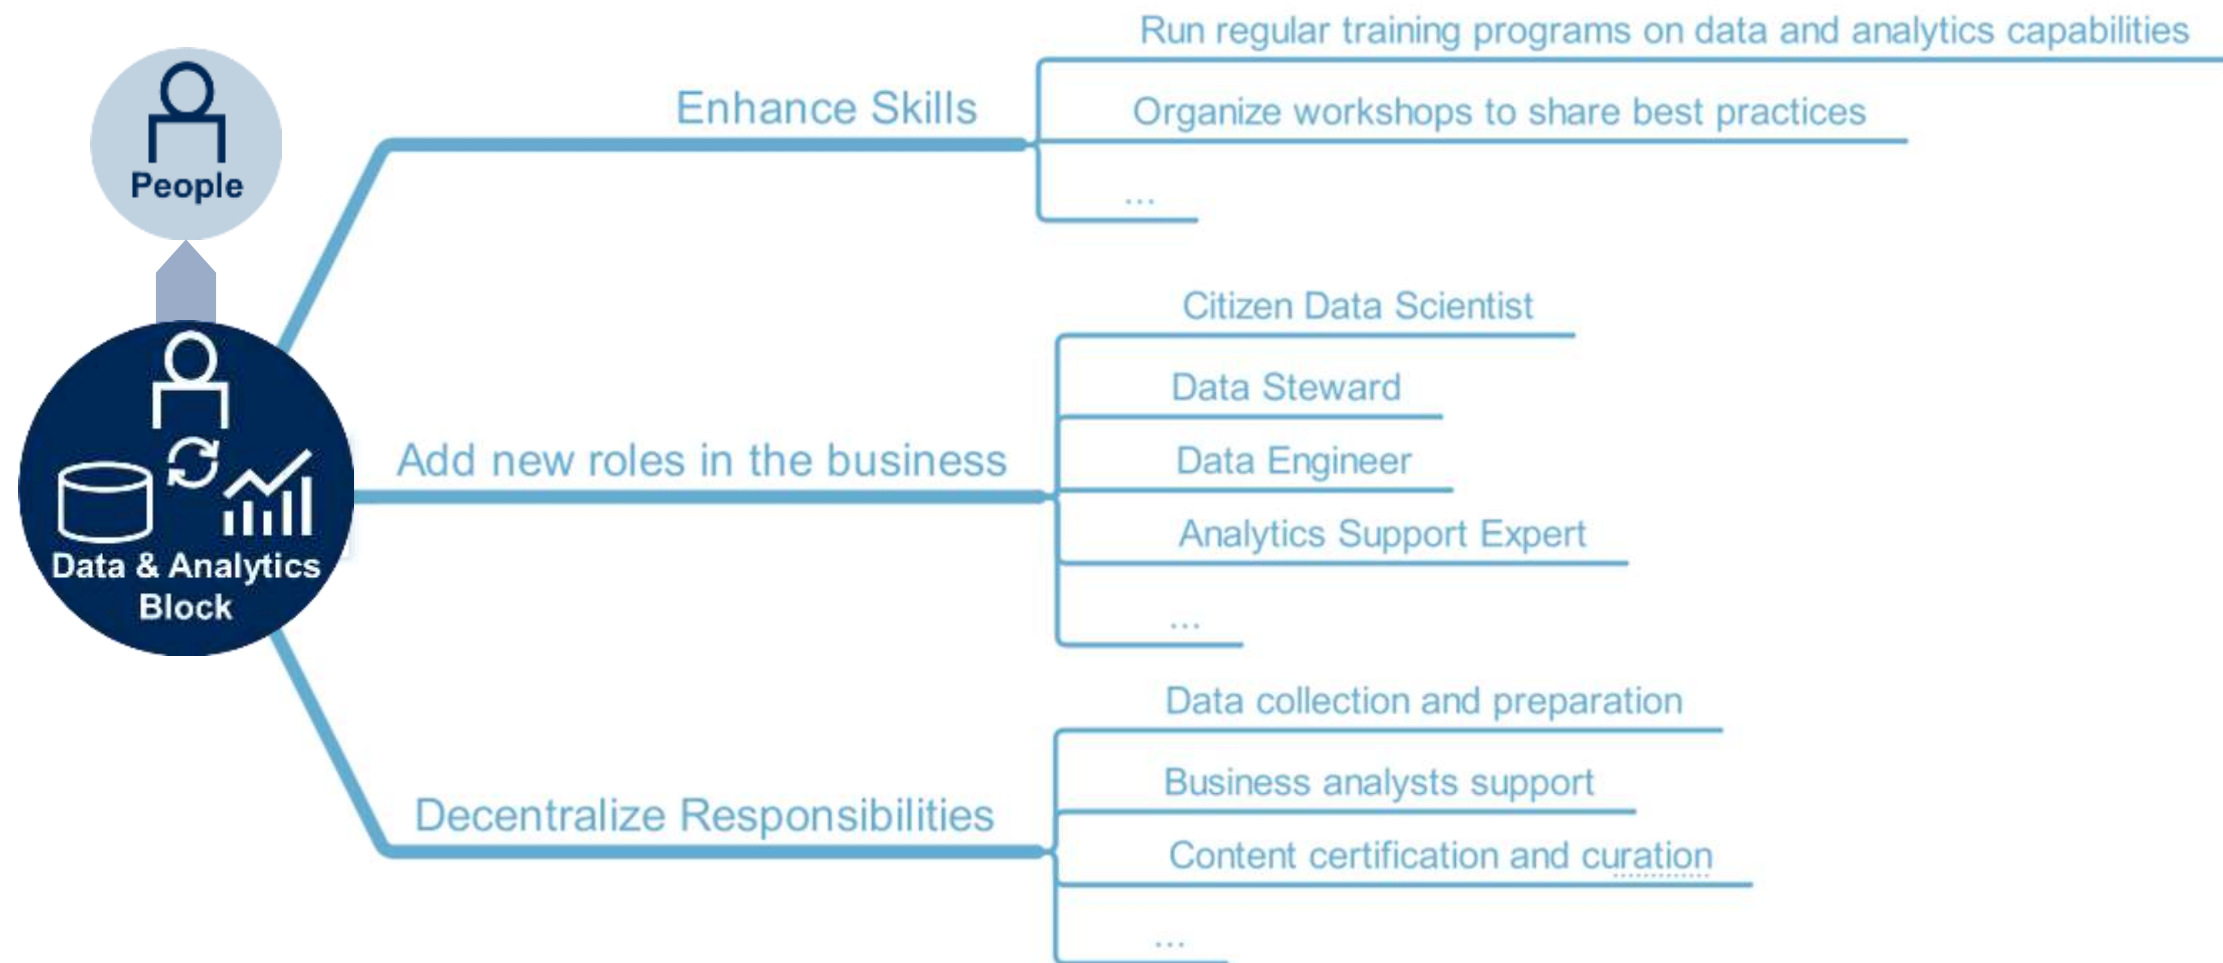 People
Data & Analytics
Block
Enhance Skills
Run regular training programs on data and analytics capabilities
Organize workshops to share best practices
...
Add new roles in the business
Citizen Data Scientist
Data Steward
Data Engineer
Analytics Support Expert
...
Decentralize Responsibilities
Data collection and preparation
Business analysts support
Content certification and curation
...